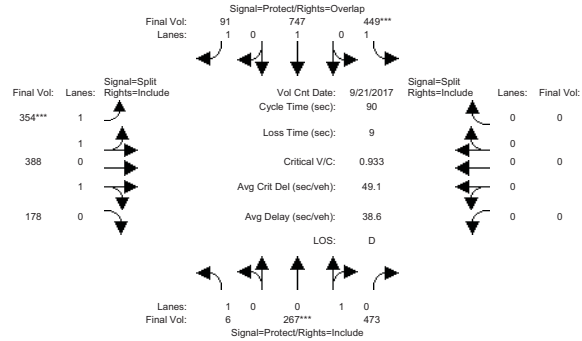 Signal=Protect/Rights=Overlap
Final Vol: 91 747 449***
Lanes: 1 0 1 0 1
Signal=Split
Final Vol: Lanes: Rights=Include
Vol Cnt Date: 9/21/2017
Signal=Split
Rights=Include Lanes: Final Vol:
Cycle Time (sec): 90
354*** 1 0 0
Loss Time (sec): 9
1 0
388 0 Critical V/C: 0.933 0 0
1 Avg Crit Del (sec/veh): 49.1 0
178 0 Avg Delay (sec/veh): 38.6 0 0
LOS: D
Lanes: 1 0 0 1 0
Final Vol: 6 267*** 473
Signal=Protect/Rights=Include